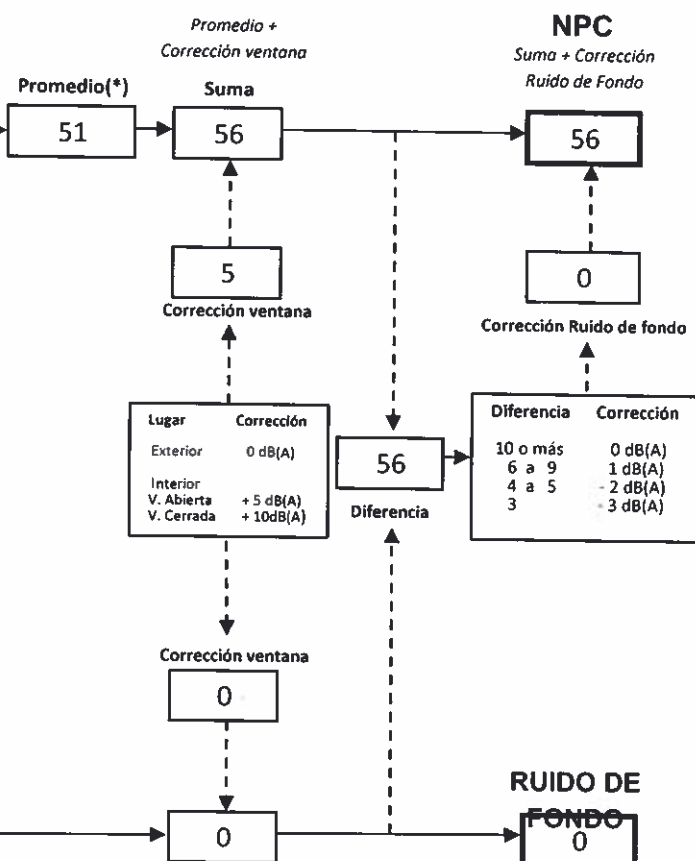 Promedio +
Corrección ventana
NPC
Suma + Corrección
Ruido de Fondo
Promedio(*)
Suma
51
56
56
5
Corrección ventana
0
Corrección Ruido de fondo
Lugar Corrección
Exterior 0 dB(A)
Interior
V. Abierta + 5 dB(A)
V. Cerrada + 10dB(A)
56
Diferencia
Diferencia Corrección
10 o más 0 dB(A)
6 a 9 1 dB(A)
4 a 5 - 2 dB(A)
3 - 3 dB(A)
Corrección ventana
0
0
RUIDO DE
FONDO
0